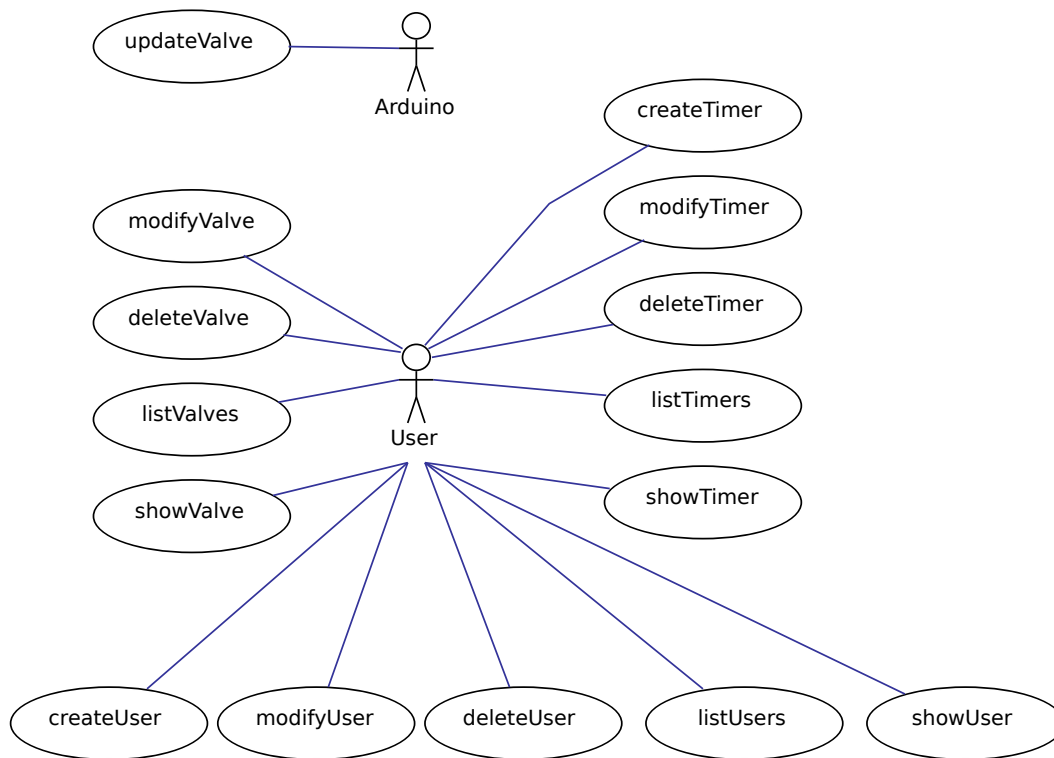 updateValve
Arduino
createTimer
modifyValve
modifyTimer
deleteValve
deleteTimer
listValves
listTimers
User
showValve
showTimer
createUser
modifyUser
deleteUser
listUsers
showUser